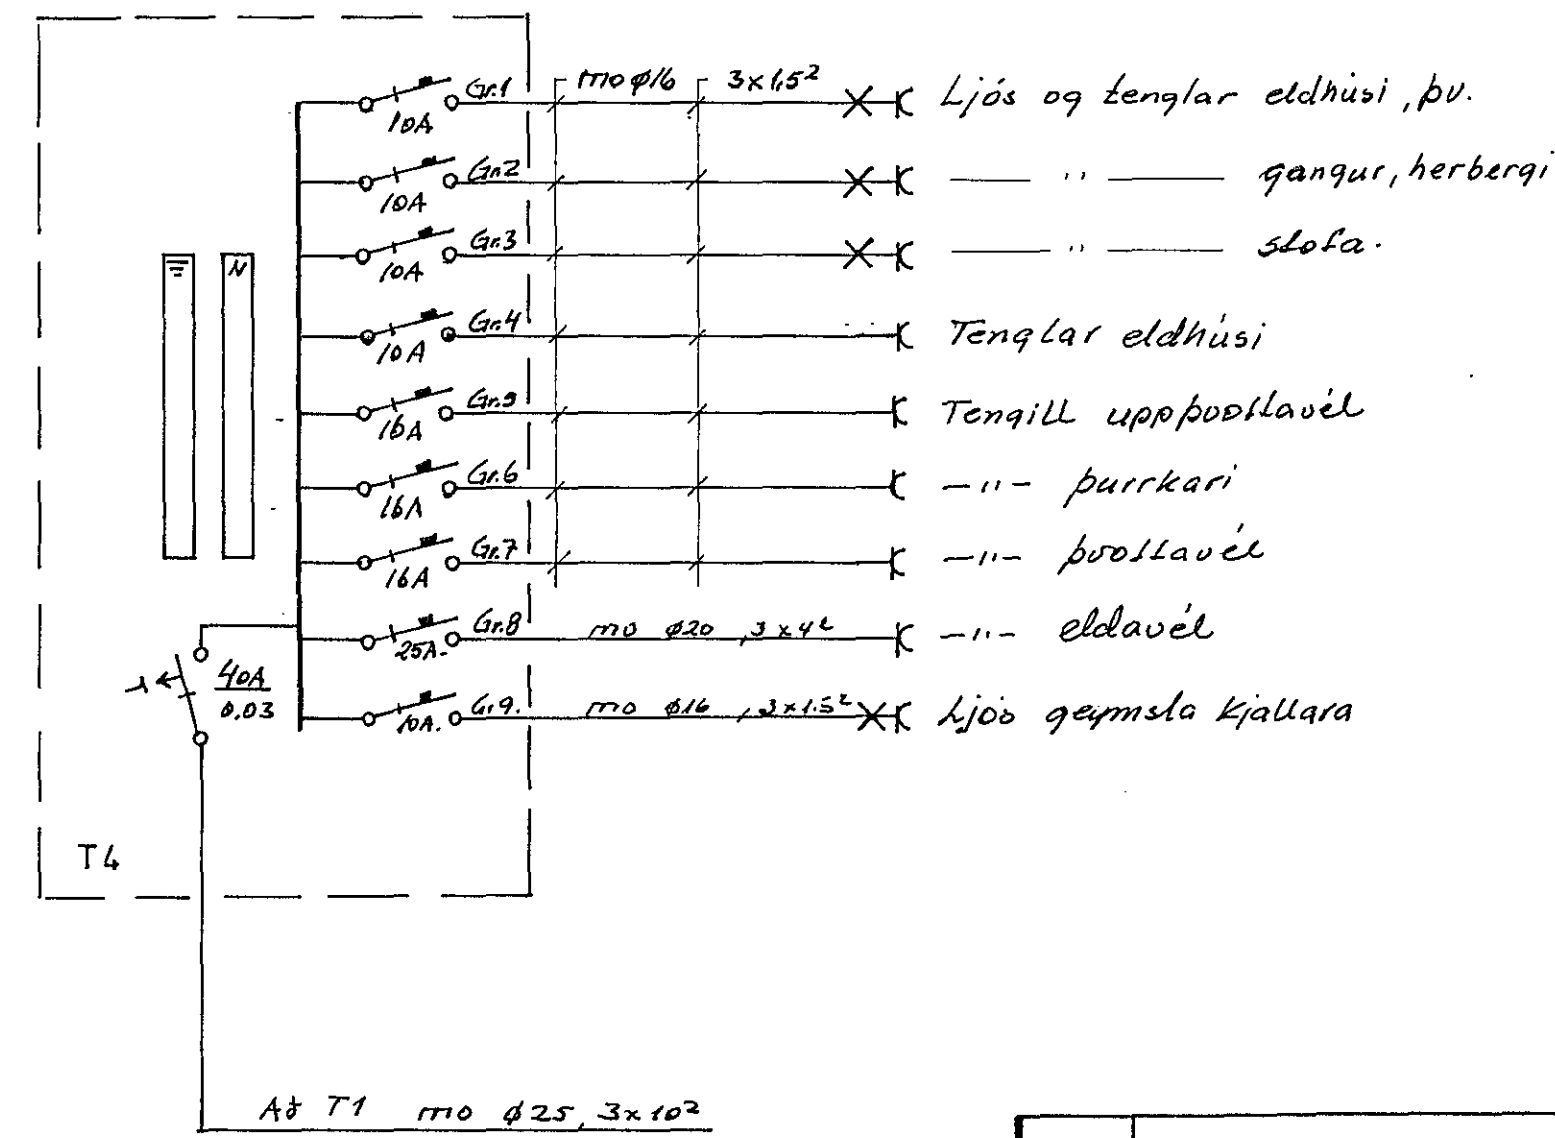 Gr.1 mo ø16 3x1,5² Ljós og tenglar eldhúsi, þv.
10A
Gr.2 — " — gangur, herbergi
10A
Gr.3 — " — stofa.
10A
N
Gr.4 Tenglar eldhúsi
10A
Gr.5 Tengill uppþvottavél
16A
Gr.6 -"- þurrkari
16A
Gr.7 -"- þvottavél
16A
Gr.8 mo ø20, 3x4² -"- eldavél
25A.
40A
0,03
Gr9. mo ø16, 3x1.5² Ljós geymsla kjallara
10A.
T4
Að T1 mo ø25, 3x10²